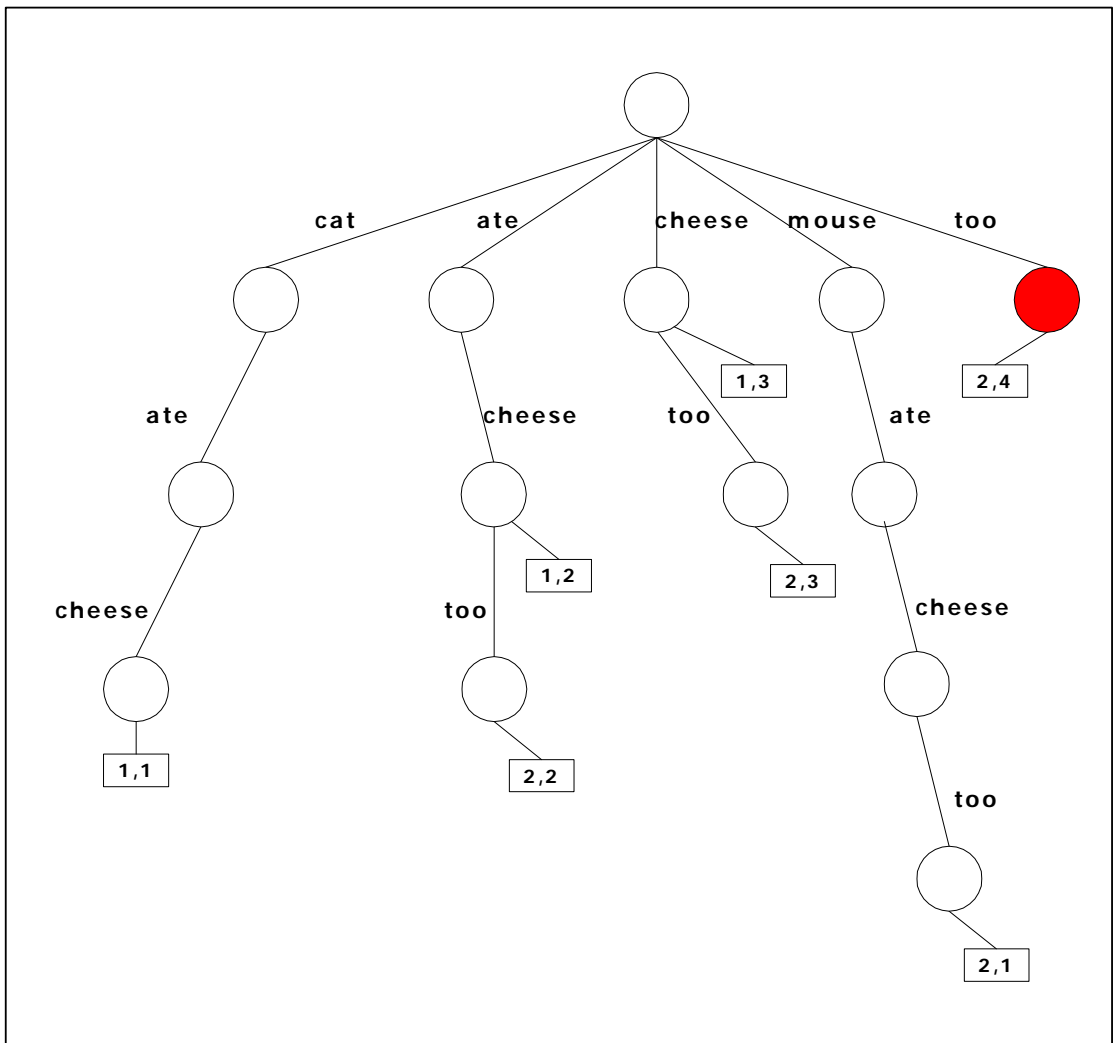 cat ate cheese mouse too
1,3 2,4
ate cheese too ate
1,2 2,3
cheese too cheese
1,1 2,2
too
2,1